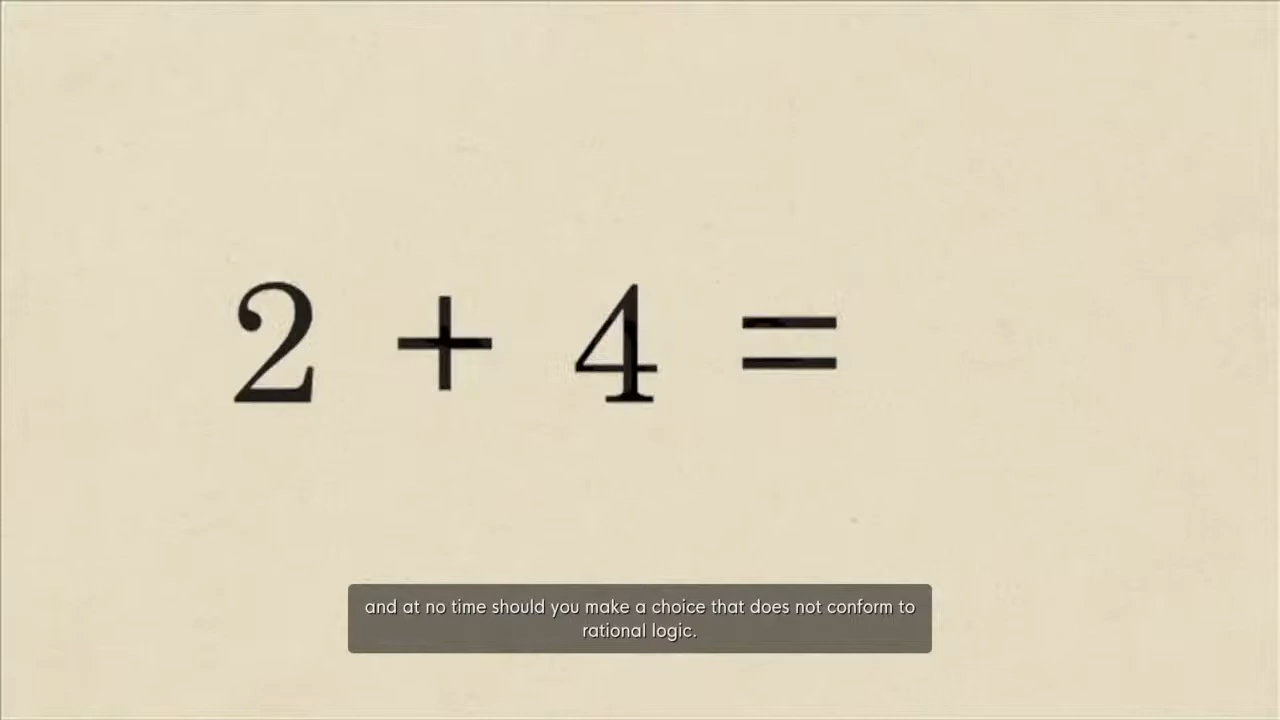 2 + 4 =
and at no time should you make a choice that does not conform to
rational logic.